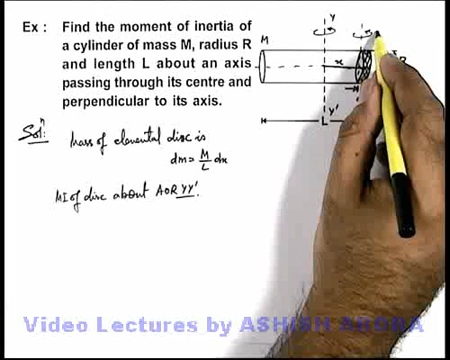 Ex : Find the moment of inertia of
a cylinder of mass M, radius R
and length L about an axis
passing through its centre and
perpendicular to its axis.
Y
M
x
R
Y'
L
Solⁿ:
Mass of elemental disc is
dm = M/L dx
MI of disc about AOR YY'
Video Lectures by ASHISH ARORA